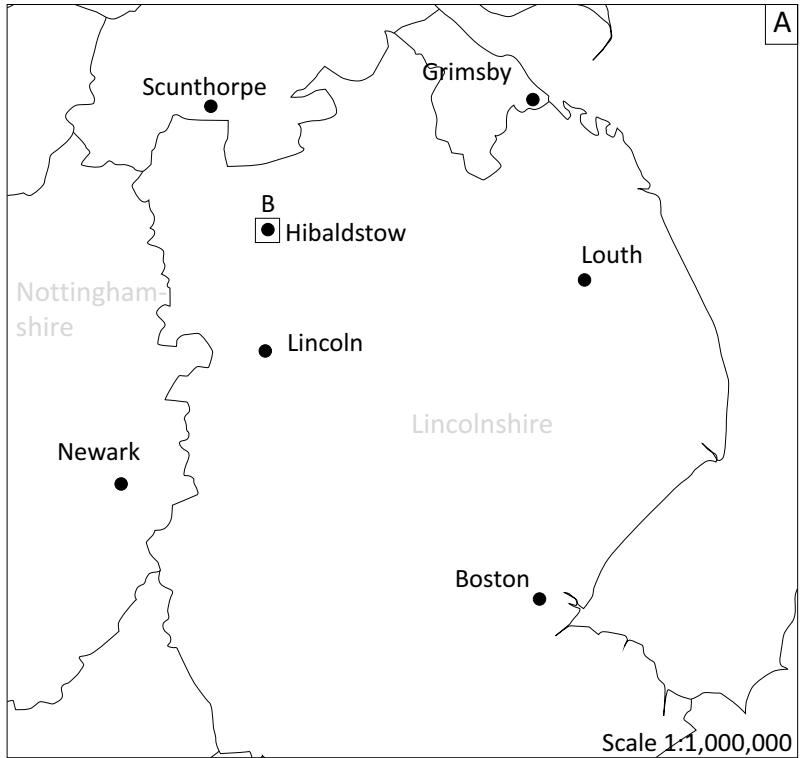 A
Grimsby
Scunthorpe
B
Hibaldstow
Louth
Nottingham-
shire
Lincoln
Lincolnshire
Newark
Boston
Scale 1:1,000,000